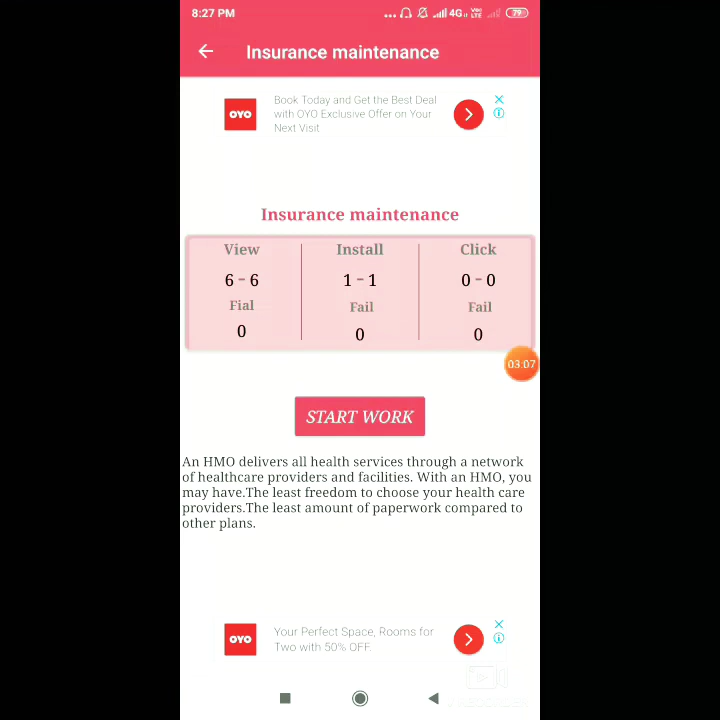 8:27 PM
4G
VoI
LTE
79
Insurance maintenance
OYO
Book Today and Get the Best Deal
with OYO Exclusive Offer on Your
Next Visit
Insurance maintenance
View Install Click
6 - 6 1 - 1 0 - 0
Fial Fail Fail
0 0 0
03:07
START WORK
An HMO delivers all health services through a network
of healthcare providers and facilities. With an HMO, you
may have.The least freedom to choose your health care
providers.The least amount of paperwork compared to
other plans.
OYO
Your Perfect Space, Rooms for
Two with 50% OFF.